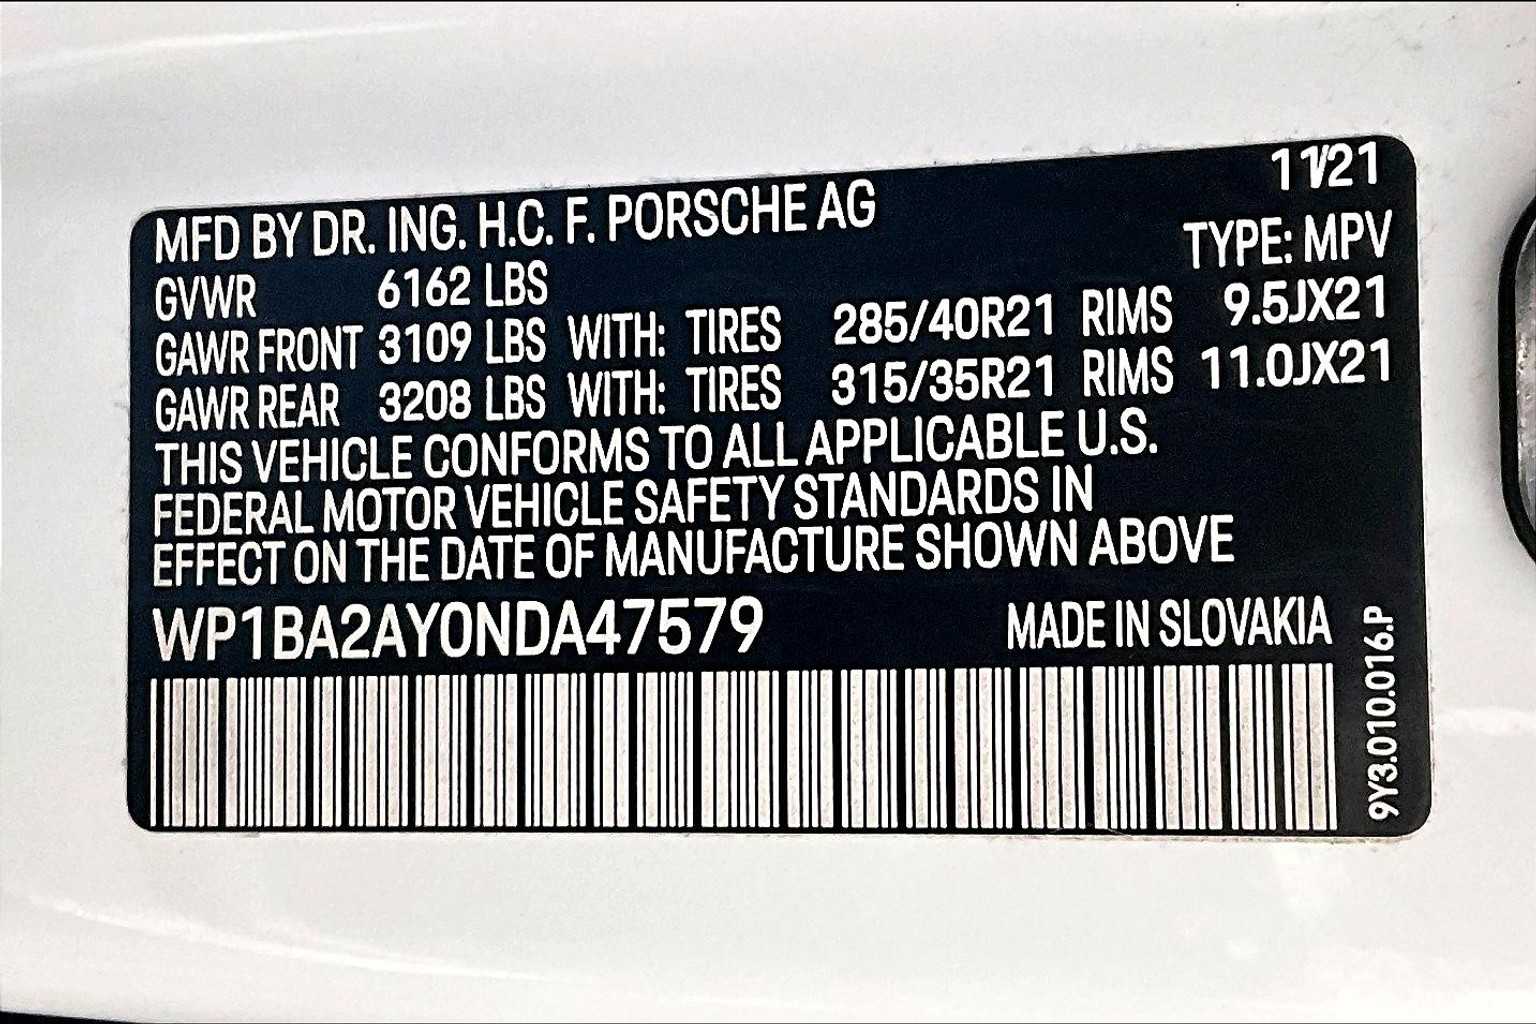 11/21
MFD BY DR. ING. H.C. F. PORSCHE AG
TYPE: MPV
GVWR 6162 LBS
GAWR FRONT 3109 LBS WITH: TIRES 285/40R21 RIMS 9.5JX21
GAWR REAR 3208 LBS WITH: TIRES 315/35R21 RIMS 11.0JX21
THIS VEHICLE CONFORMS TO ALL APPLICABLE U.S.
FEDERAL MOTOR VEHICLE SAFETY STANDARDS IN
EFFECT ON THE DATE OF MANUFACTURE SHOWN ABOVE
WP1BA2AY0NDA47579 MADE IN SLOVAKIA
9Y3.010.016.P